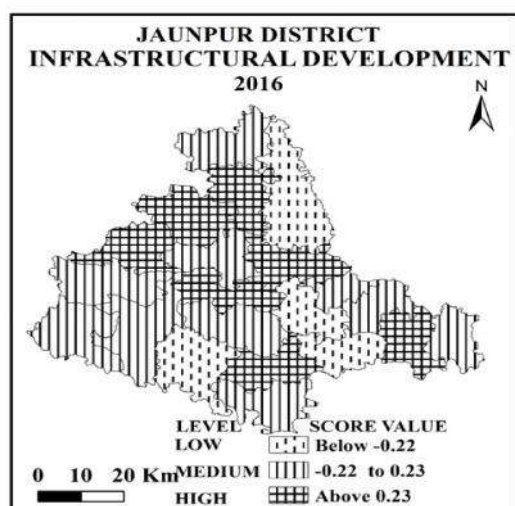 JAUNPUR DISTRICT
INFRASTRUCTURAL DEVELOPMENT
2016
N
LEVEL SCORE VALUE
LOW Below -0.22
0 10 20 Km MEDIUM -0.22 to 0.23
HIGH Above 0.23